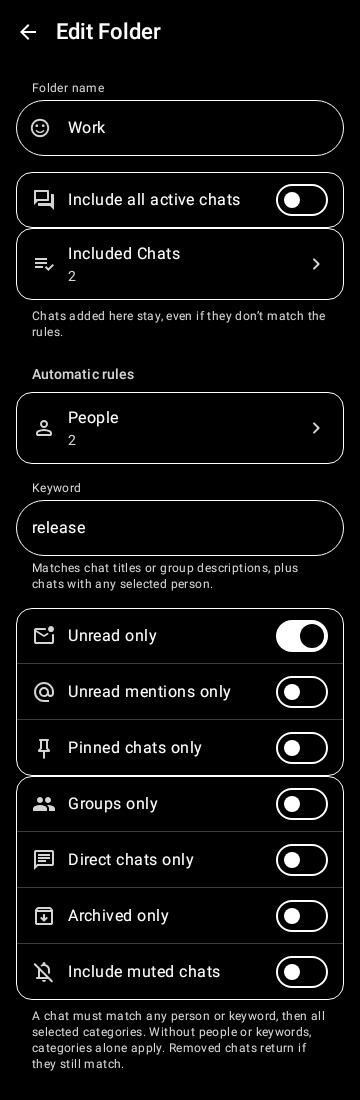 Edit Folder
Folder name
Work
Include all active chats
Included Chats
2
Chats added here stay, even if they don’t match the
rules.
Automatic rules
People
2
Keyword
release
Matches chat titles or group descriptions, plus
chats with any selected person.
Unread only
Unread mentions only
Pinned chats only
Groups only
Direct chats only
Archived only
Include muted chats
A chat must match any person or keyword, then all
selected categories. Without people or keywords,
categories alone apply. Removed chats return if
they still match.